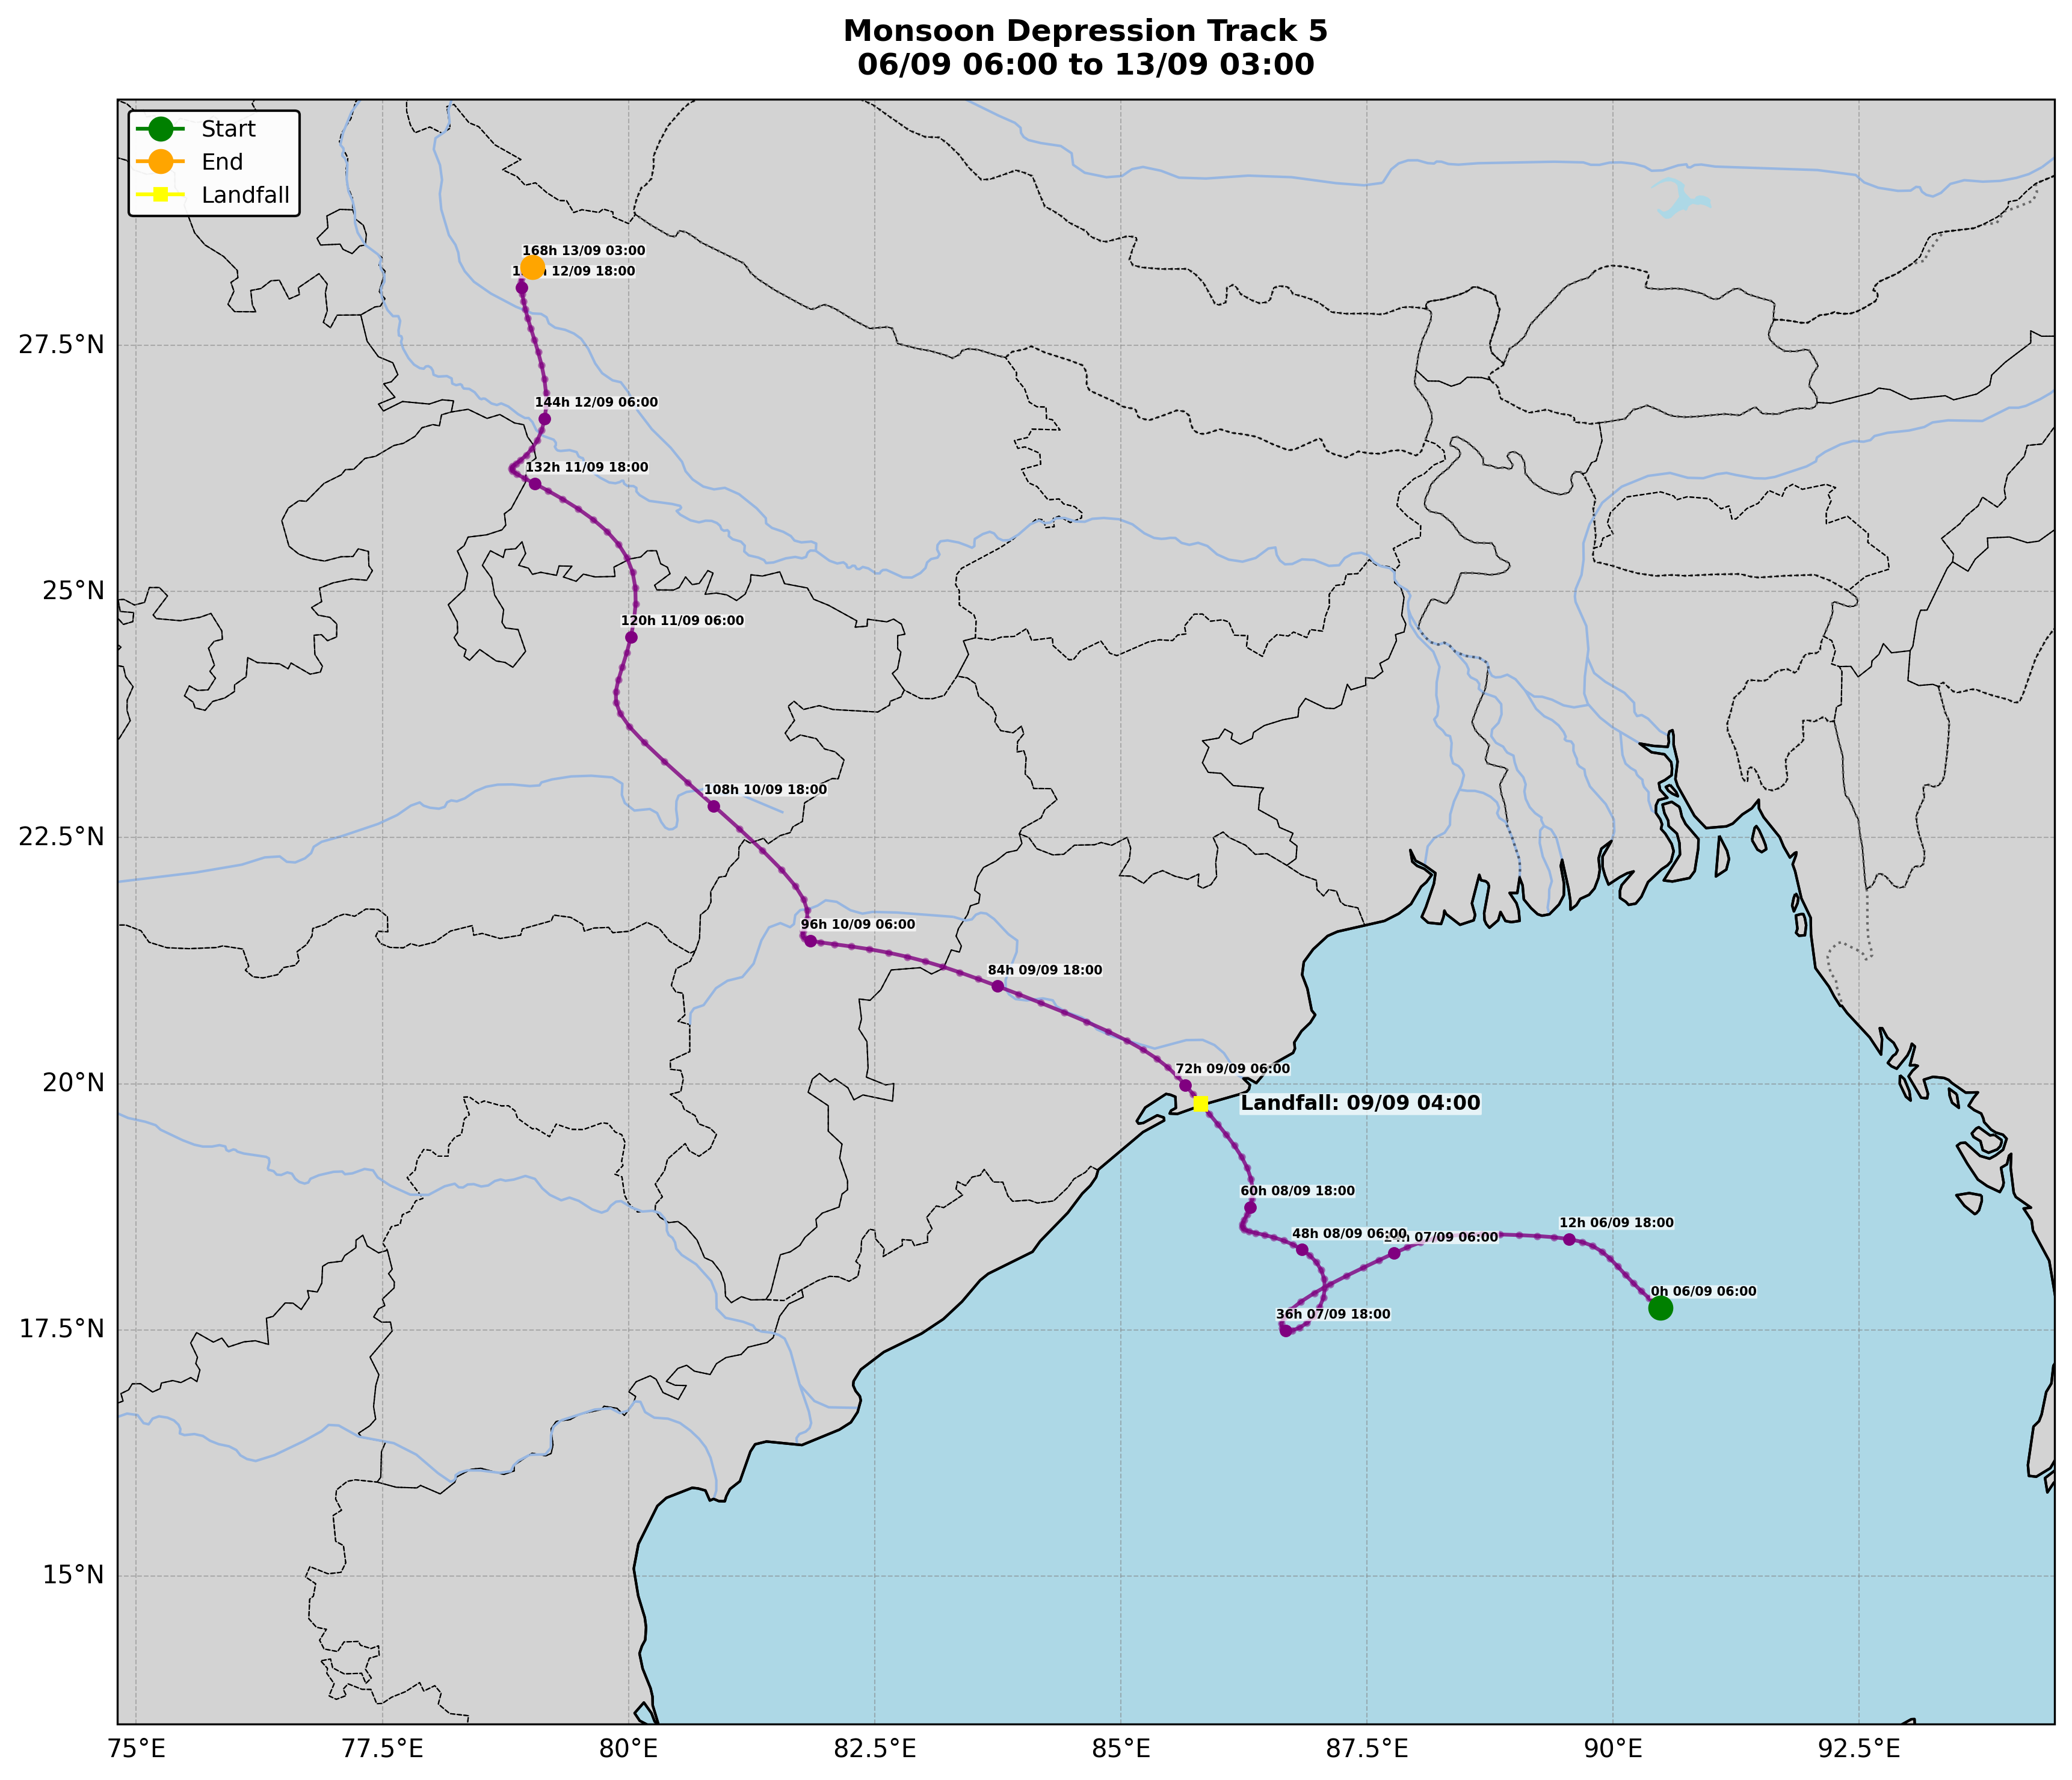 Monsoon Depression Track 5
06/09 06:00 to 13/09 03:00
Start
End
Landfall
168h 13/09 03:00
12/09 18:00
27.5°N
144h 12/09 06:00
132h 11/09 18:00
25°N
120h 11/09 06:00
108h 10/09 18:00
22.5°N
96h 10/09 06:00
84h 09/09 18:00
20°N
72h 09/09 06:00
Landfall: 09/09 04:00
60h 08/09 18:00
12h 06/09 18:00
48h 08/09 06:00
07/09 06:00
0h 06/09 06:00
36h 07/09 18:00
17.5°N
15°N
75°E 77.5°E 80°E 82.5°E 85°E 87.5°E 90°E 92.5°E